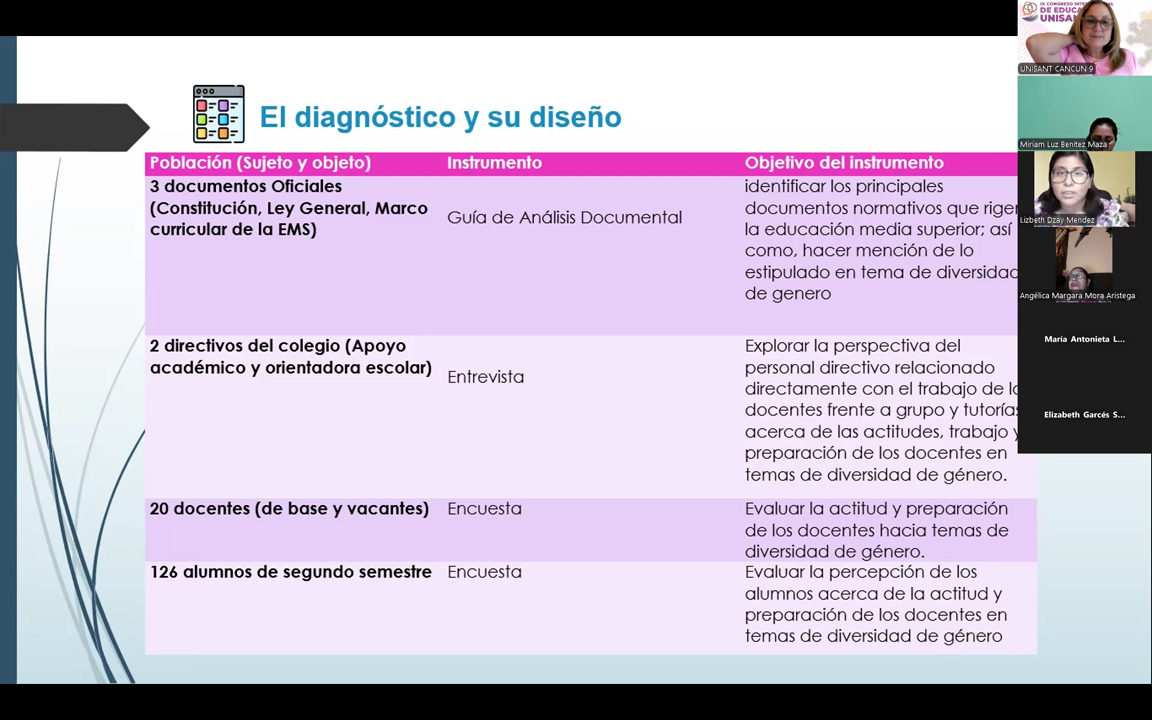 El diagnóstico y su diseño
Población (Sujeto y objeto)
Instrumento
Objetivo del instrumento
3 documentos Oficiales
(Constitución, Ley General, Marco
curricular de la EMS)
Guía de Análisis Documental
identificar los principales
documentos normativos que rigen
la educación media superior; así
como, hacer mención de lo
estipulado en tema de diversidad
de genero
2 directivos del colegio (Apoyo
académico y orientadora escolar)
Entrevista
Explorar la perspectiva del
personal directivo relacionado
directamente con el trabajo de
docentes frente a grupo y tutorías
acerca de las actitudes, trabajo y
preparación de los docentes en
temas de diversidad de género.
20 docentes (de base y vacantes)
Encuesta
Evaluar la actitud y preparación
de los docentes hacia temas de
diversidad de género.
126 alumnos de segundo semestre
Encuesta
Evaluar la percepción de los
alumnos acerca de la actitud y
preparación de los docentes en
temas de diversidad de género
IX CONGRESO
DE EDUCA
UNISAN
UNISANT CANCUN 9
Miriam Luz Benitez Maza
Lizbeth Dzay Mendez
Angélica Margara Mora Aristega
Maria Antonieta L...
Elizabeth Garcés S...